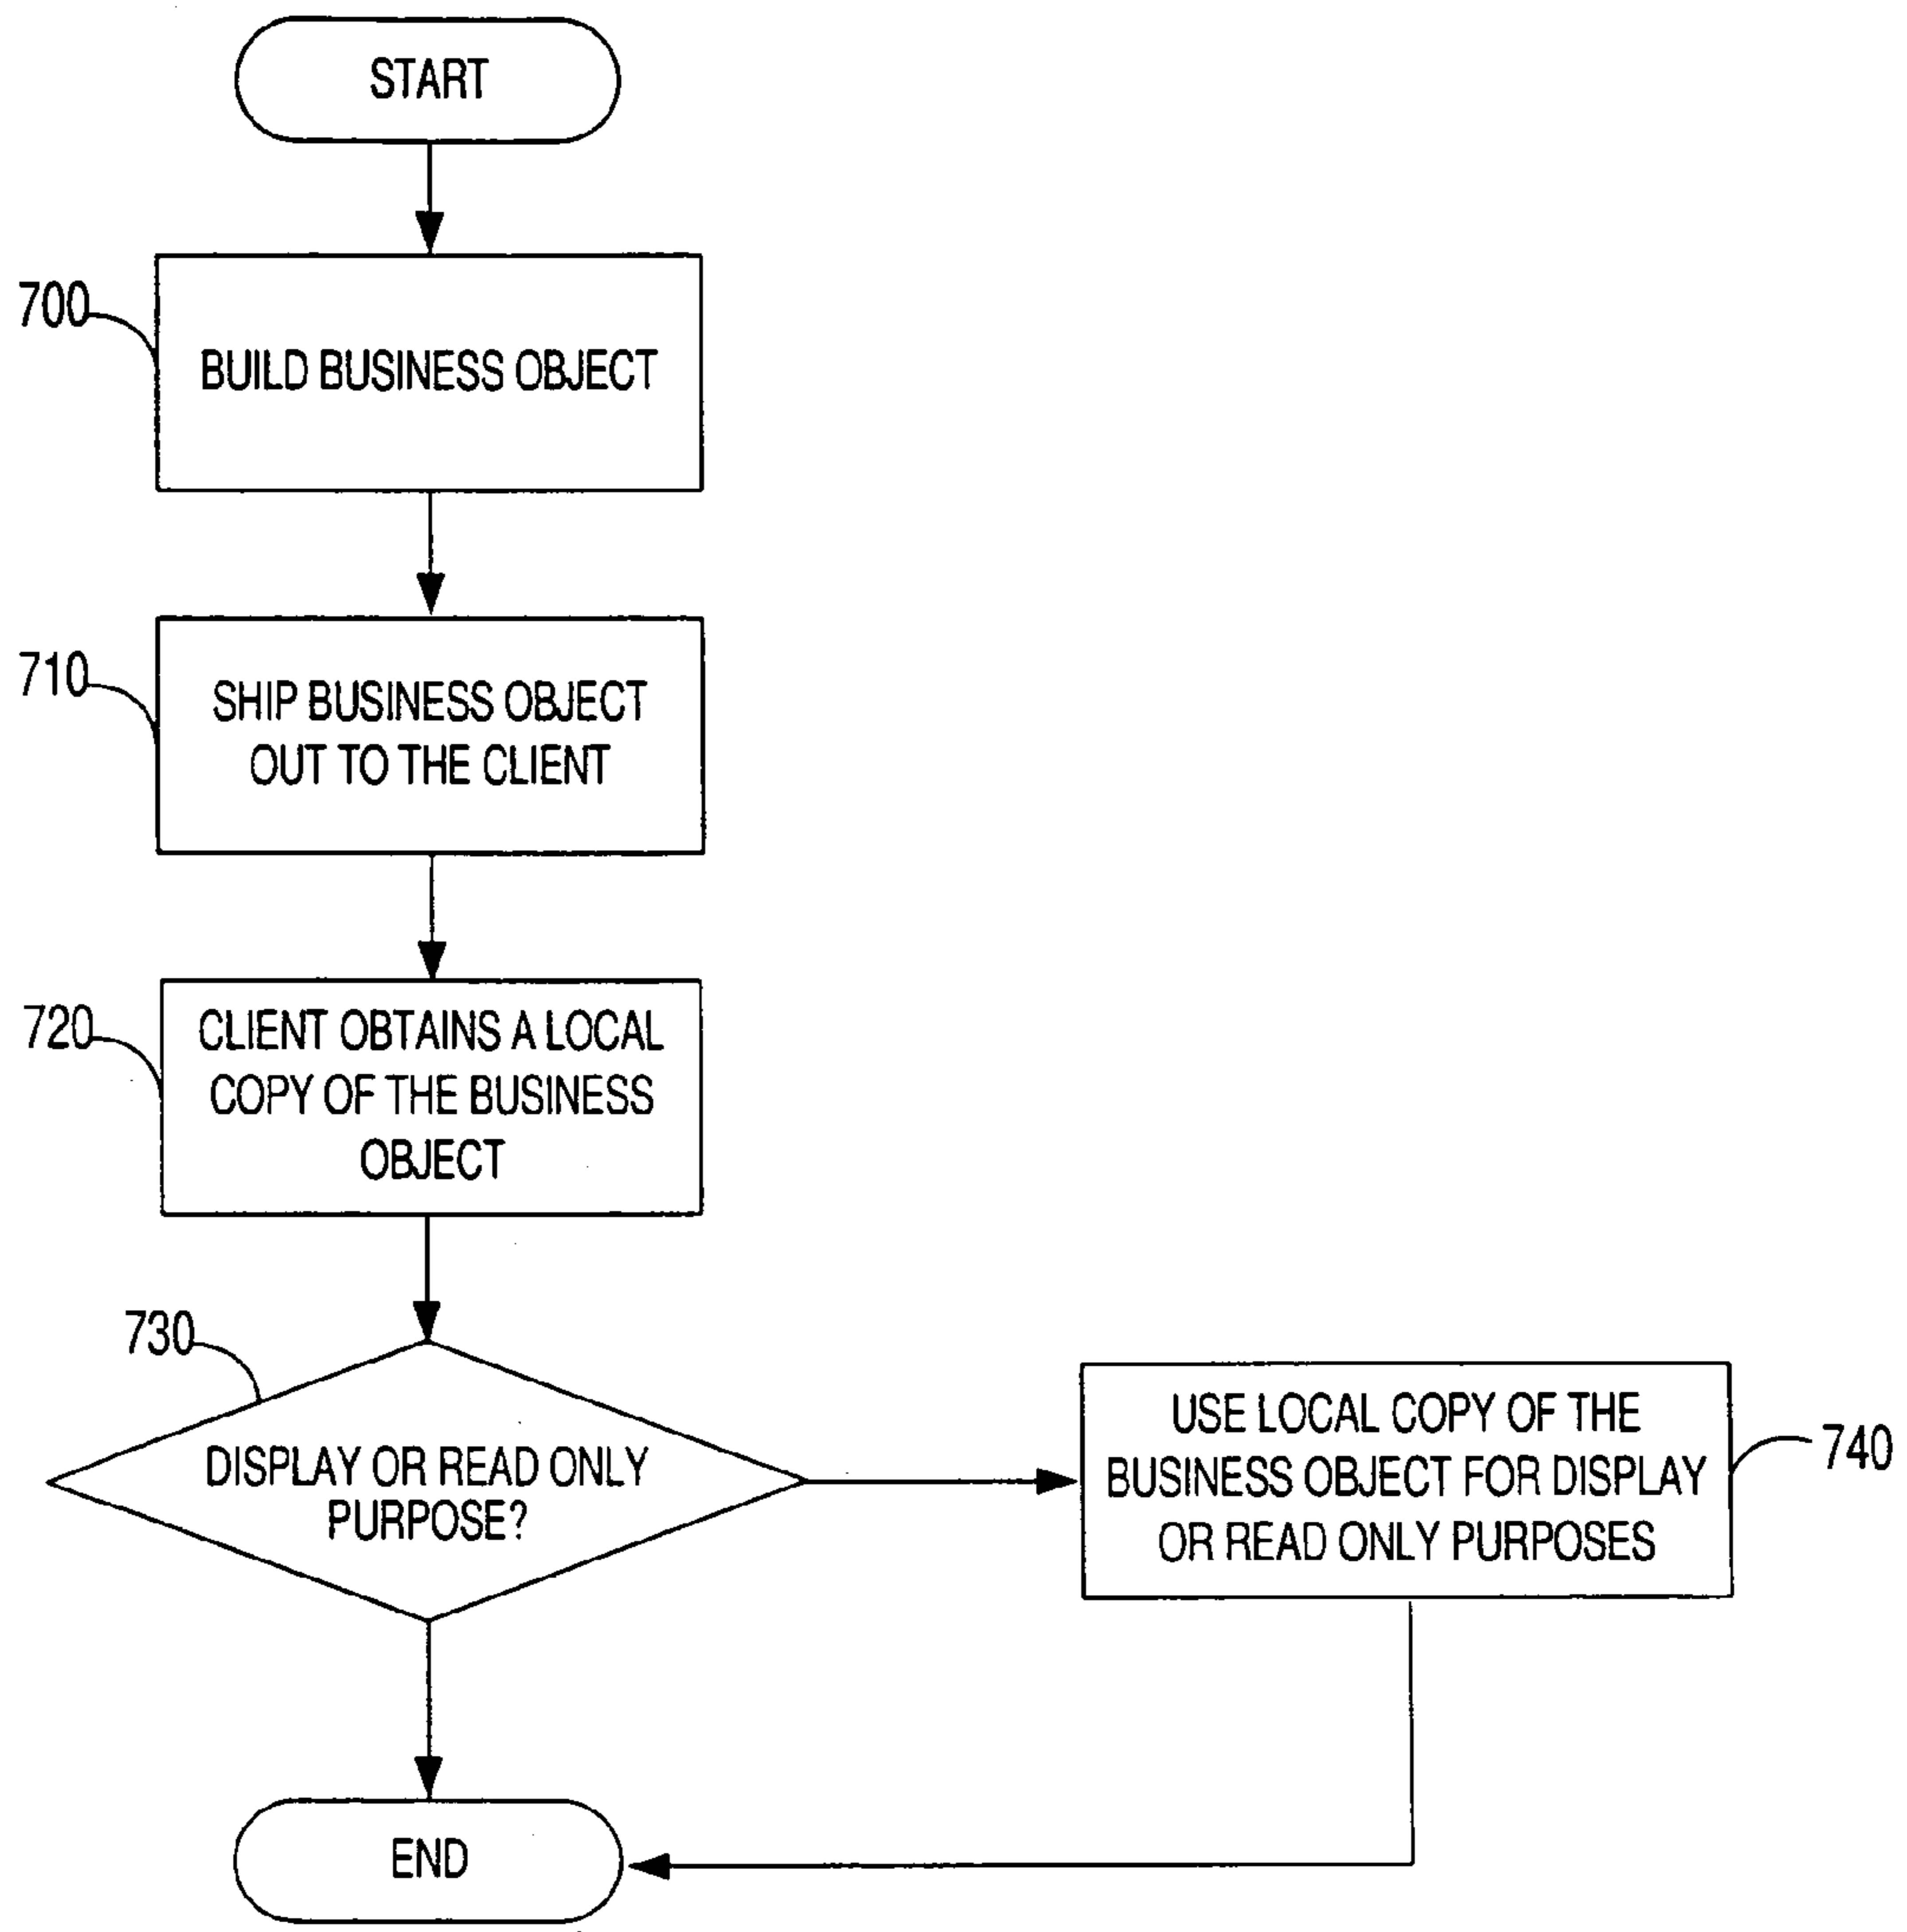 START
700
BUILD BUSINESS OBJECT
710
SHIP BUSINESS OBJECT
OUT TO THE CLIENT
720
CLIENT OBTAINS A LOCAL
COPY OF THE BUSINESS
OBJECT
730
DISPLAY OR READ ONLY
PURPOSE?
USE LOCAL COPY OF THE
BUSINESS OBJECT FOR DISPLAY
OR READ ONLY PURPOSES
740
END